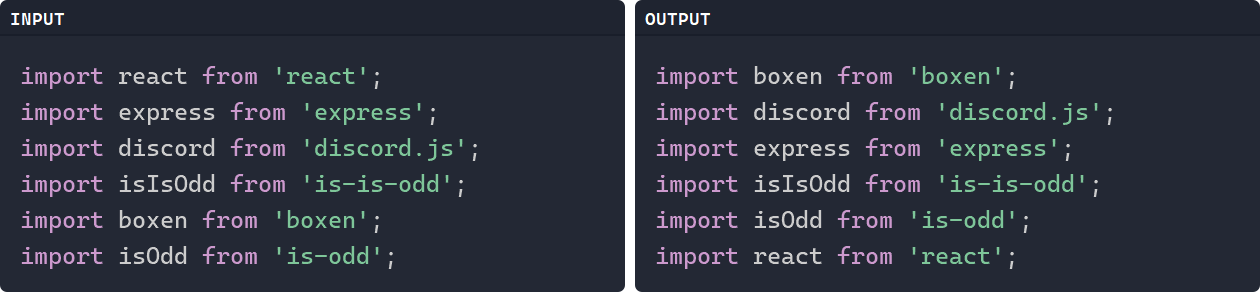 INPUT
import react from 'react';
import express from 'express';
import discord from 'discord.js';
import isIsOdd from 'is-is-odd';
import boxen from 'boxen';
import isOdd from 'is-odd';
OUTPUT
import boxen from 'boxen';
import discord from 'discord.js';
import express from 'express';
import isIsOdd from 'is-is-odd';
import isOdd from 'is-odd';
import react from 'react';